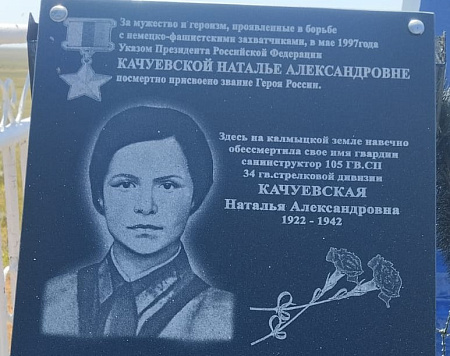 За мужество и героизм, проявленные в борьбе
с немецко-фашистскими захватчиками, в мае 1997года
Указом Президента Российской Федерации
КАЧУЕВСКОЙ НАТАЛЬЕ АЛЕКСАНДРОВНЕ
посмертно присвоено звание Героя России.
Здесь на калмыцкой земле навечно
обессмертила свое имя гвардии
санинструктор 105 ГВ.СП
34 гв.стрелковой дивизии
КАЧУЕВСКАЯ
Наталья Александровна
1922 - 1942